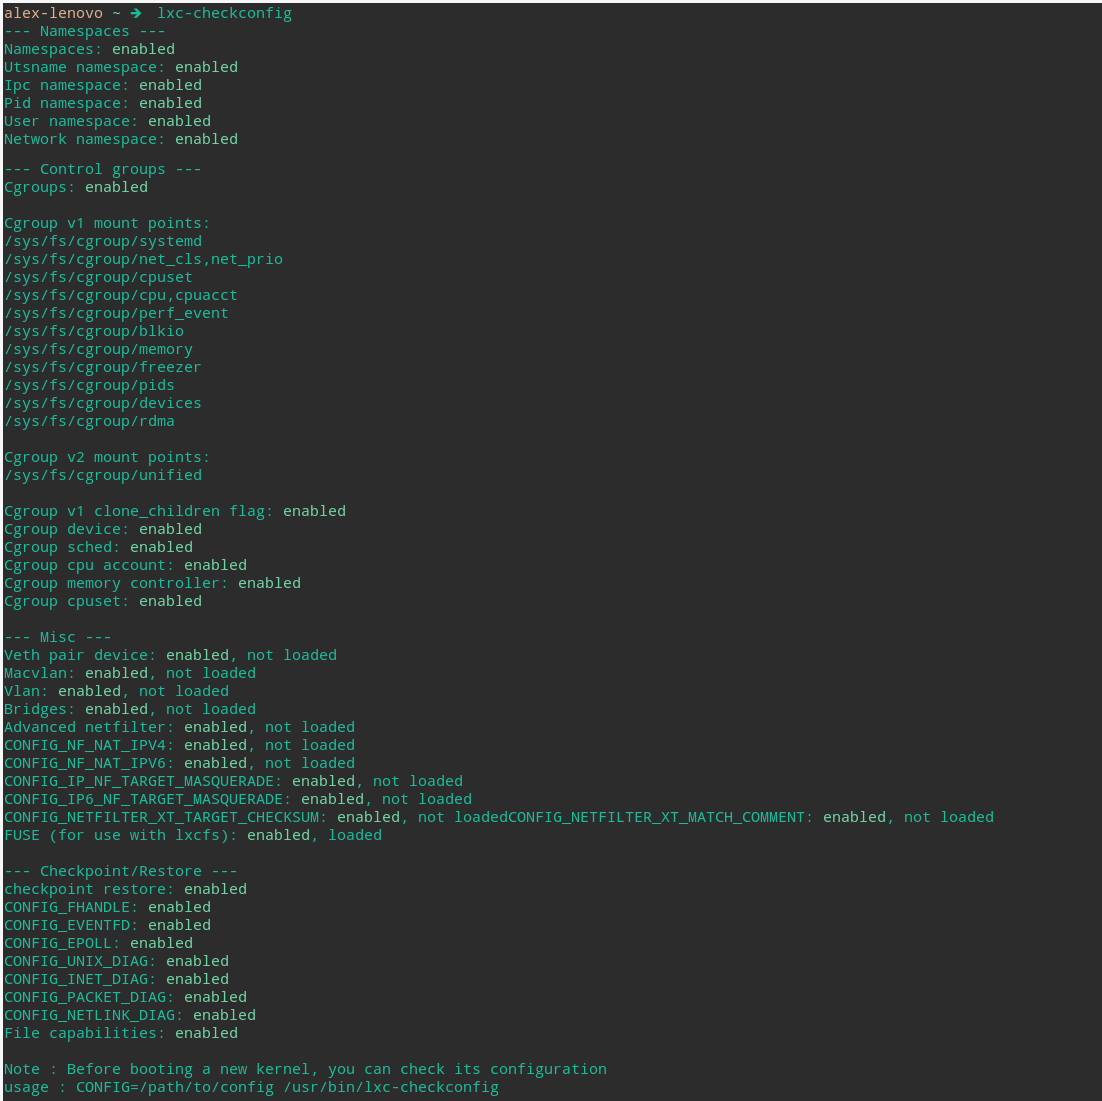 alex-lenovo ~ ➔ lxc-checkconfig
--- Namespaces ---
Namespaces: enabled
Utsname namespace: enabled
Ipc namespace: enabled
Pid namespace: enabled
User namespace: enabled
Network namespace: enabled
--- Control groups ---
Cgroups: enabled
Cgroup v1 mount points:
/sys/fs/cgroup/systemd
/sys/fs/cgroup/net_cls,net_prio
/sys/fs/cgroup/cpuset
/sys/fs/cgroup/cpu,cpuacct
/sys/fs/cgroup/perf_event
/sys/fs/cgroup/blkio
/sys/fs/cgroup/memory
/sys/fs/cgroup/freezer
/sys/fs/cgroup/pids
/sys/fs/cgroup/devices
/sys/fs/cgroup/rdma
Cgroup v2 mount points:
/sys/fs/cgroup/unified
Cgroup v1 clone_children flag: enabled
Cgroup device: enabled
Cgroup sched: enabled
Cgroup cpu account: enabled
Cgroup memory controller: enabled
Cgroup cpuset: enabled
--- Misc ---
Veth pair device: enabled, not loaded
Macvlan: enabled, not loaded
Vlan: enabled, not loaded
Bridges: enabled, not loaded
Advanced netfilter: enabled, not loaded
CONFIG_NF_NAT_IPV4: enabled, not loaded
CONFIG_NF_NAT_IPV6: enabled, not loaded
CONFIG_IP_NF_TARGET_MASQUERADE: enabled, not loaded
CONFIG_IP6_NF_TARGET_MASQUERADE: enabled, not loaded
CONFIG_NETFILTER_XT_TARGET_CHECKSUM: enabled, not loadedCONFIG_NETFILTER_XT_MATCH_COMMENT: enabled, not loaded
FUSE (for use with lxcfs): enabled, loaded
--- Checkpoint/Restore ---
checkpoint restore: enabled
CONFIG_FHANDLE: enabled
CONFIG_EVENTFD: enabled
CONFIG_EPOLL: enabled
CONFIG_UNIX_DIAG: enabled
CONFIG_INET_DIAG: enabled
CONFIG_PACKET_DIAG: enabled
CONFIG_NETLINK_DIAG: enabled
File capabilities: enabled
Note : Before booting a new kernel, you can check its configuration
usage : CONFIG=/path/to/config /usr/bin/lxc-checkconfig